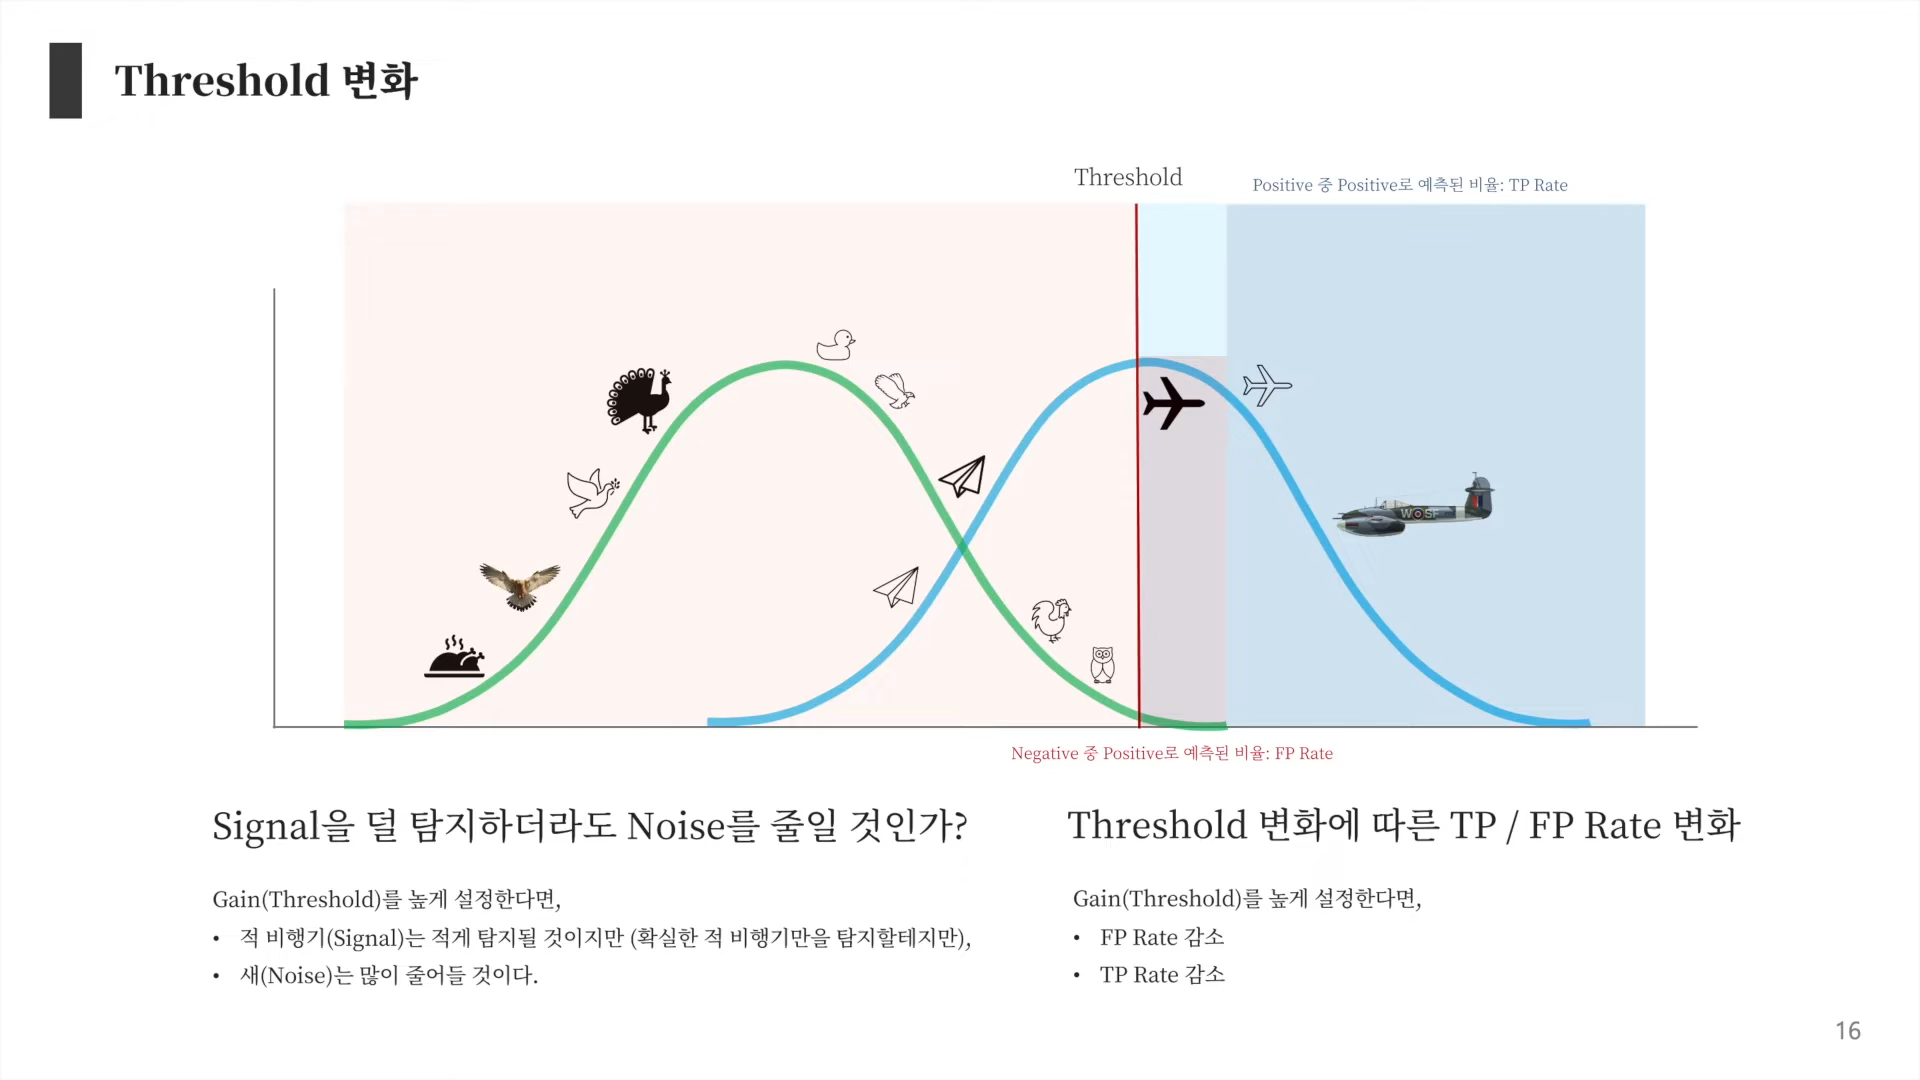 Threshold 변화
Threshold
Positive 중 Positive로 예측된 비율: TP Rate
WSF
Negative 중 Positive로 예측된 비율: FP Rate
Signal을 덜 탐지하더라도 Noise를 줄일 것인가?
Gain(Threshold)를 높게 설정한다면,
• 적 비행기(Signal)는 적게 탐지될 것이지만 (확실한 적 비행기만을 탐지할테지만),
• 새(Noise)는 많이 줄어들 것이다.
Threshold 변화에 따른 TP / FP Rate 변화
Gain(Threshold)를 높게 설정한다면,
• FP Rate 감소
• TP Rate 감소
16